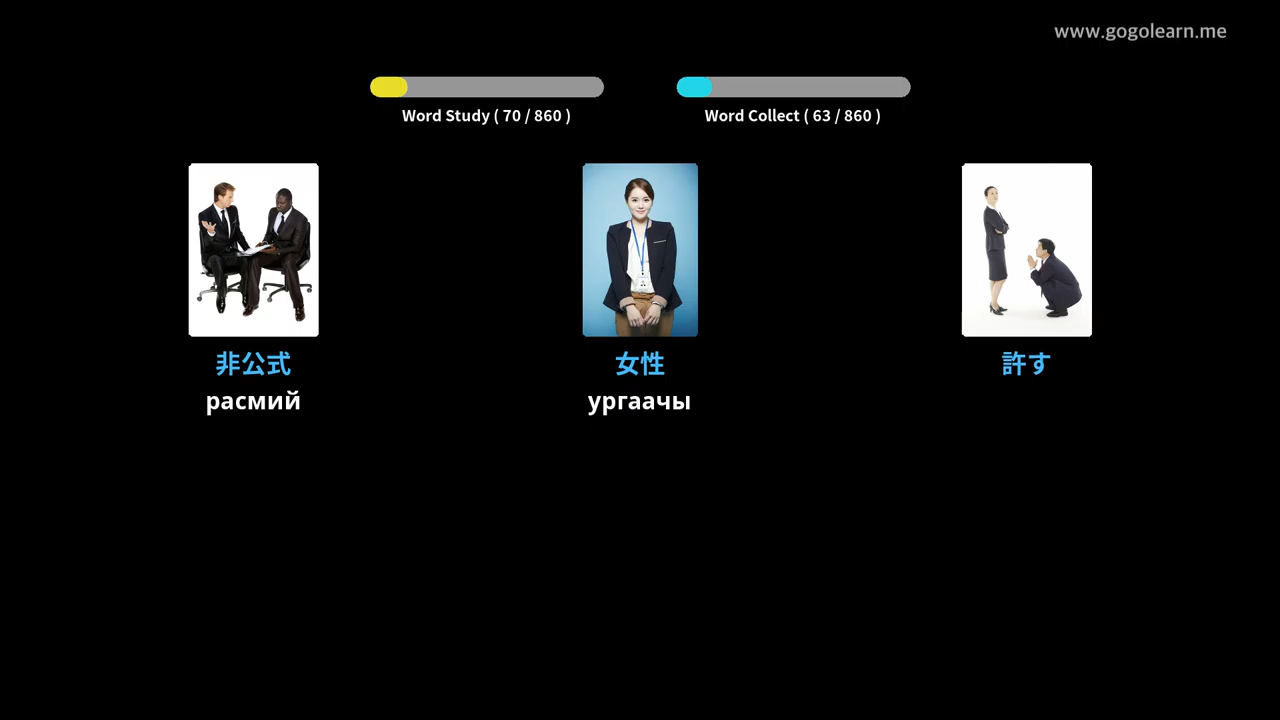 www.gogolearn.me
Word Study ( 70 / 860 )
Word Collect ( 63 / 860 )
非公式
女性
許す
расмий
ургаачы